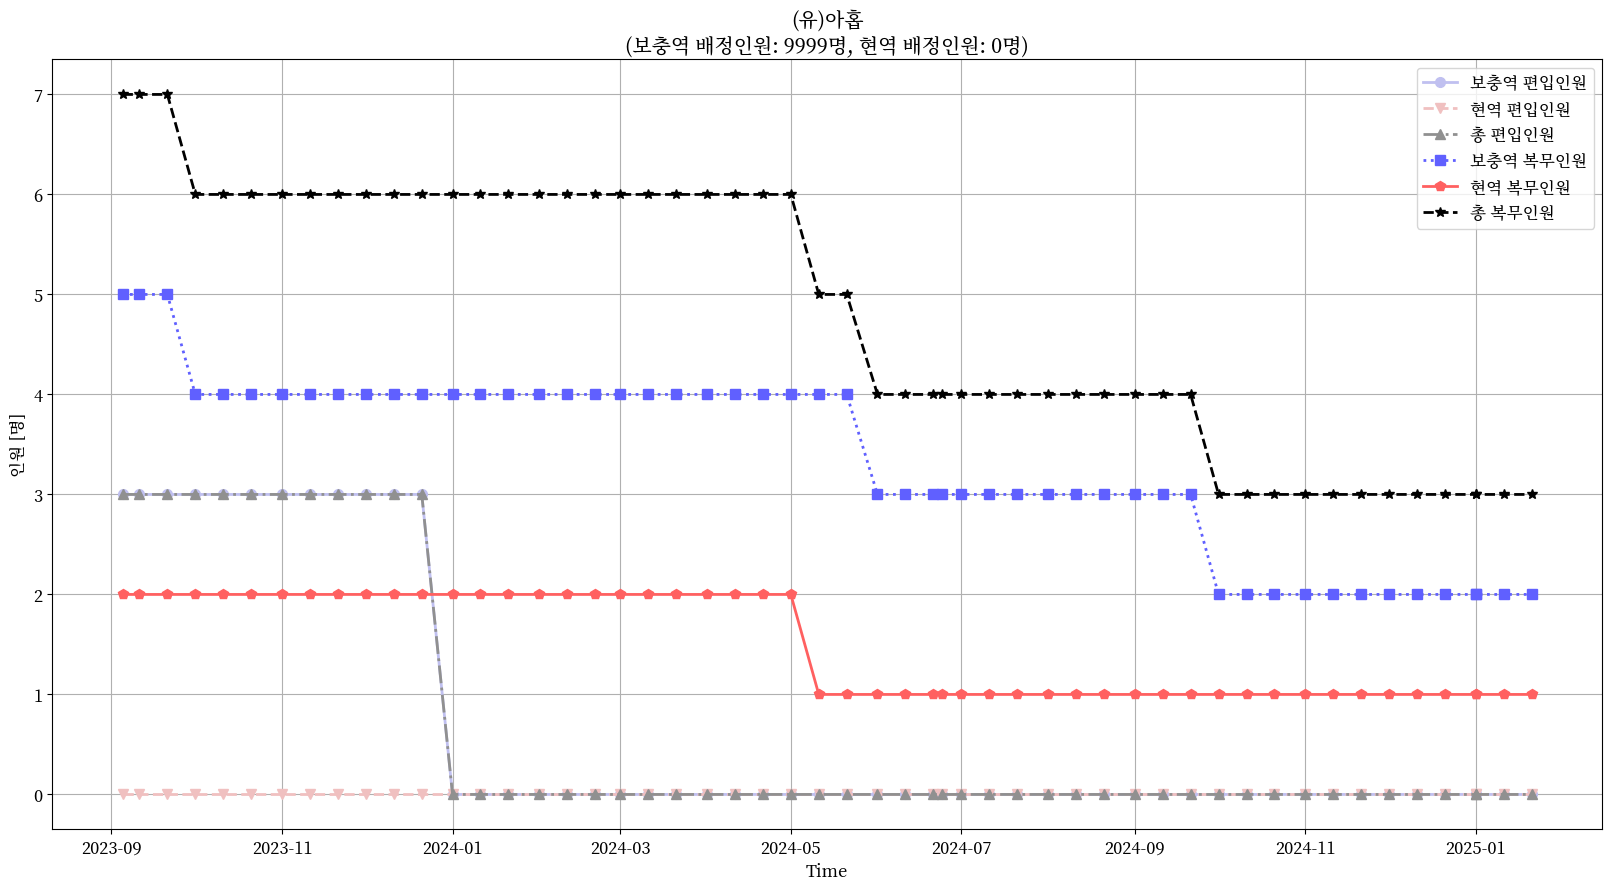 (유)아홉
(보충역 배정인원: 9999명, 현역 배정인원: 0명)
보충역 편입인원
현역 편입인원
총 편입인원
보충역 복무인원
현역 복무인원
총 복무인원
인원 [명]
7
6
5
4
3
2
1
0
2023-09
2023-11
2024-01
2024-03
2024-05
2024-07
2024-09
2024-11
2025-01
Time